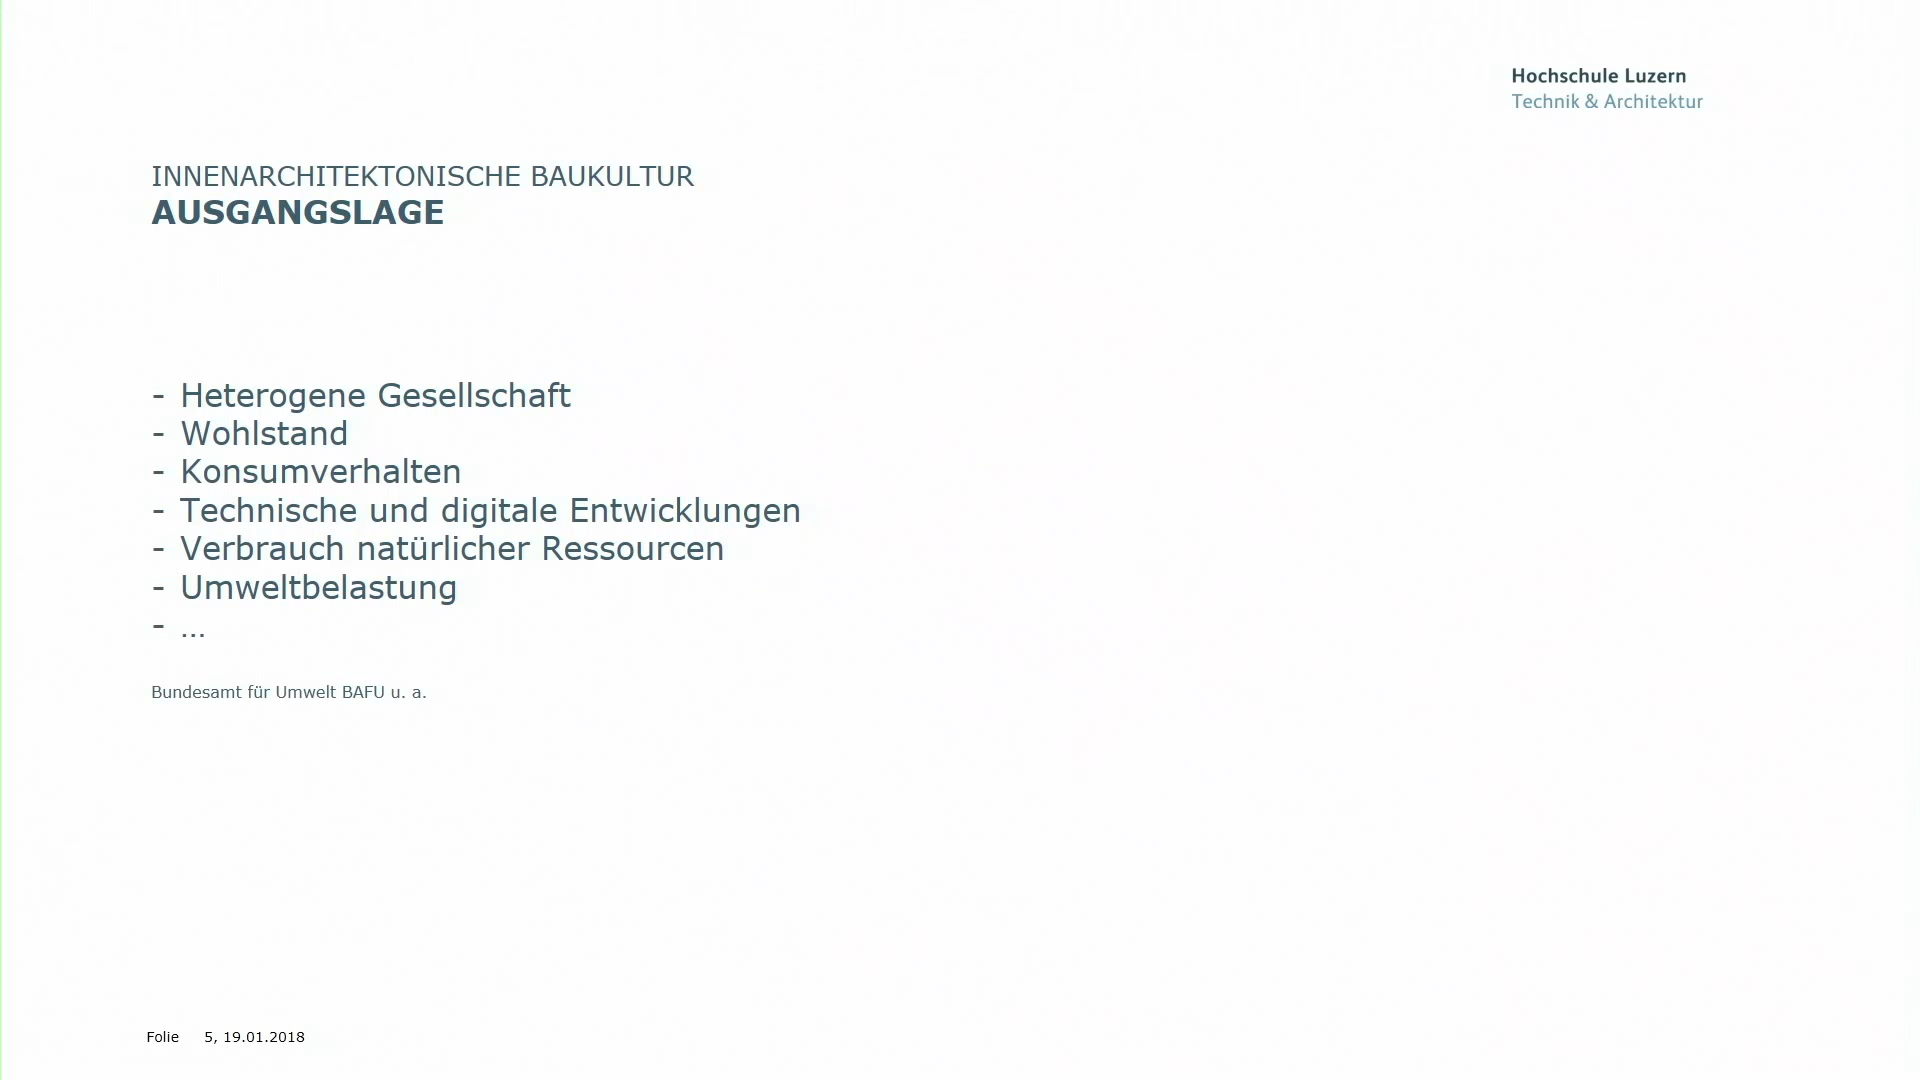 Hochschule Luzern
Technik & Architektur
INNENARCHITEKTONISCHE BAUKULTUR
AUSGANGSLAGE
- Heterogene Gesellschaft
- Wohlstand
- Konsumverhalten
- Technische und digitale Entwicklungen
- Verbrauch natürlicher Ressourcen
- Umweltbelastung
- ...
Bundesamt für Umwelt BAFU u. a.
Folie 5, 19.01.2018